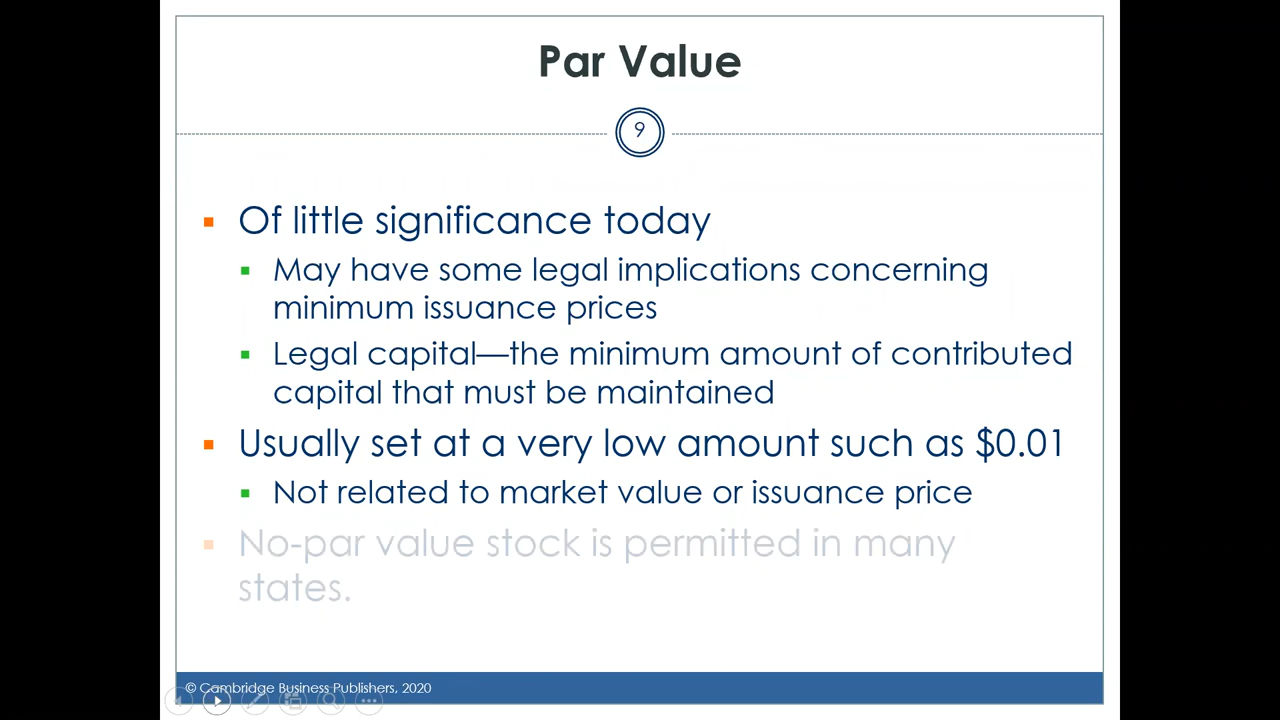 Par Value
9
Of little significance today
May have some legal implications concerning
minimum issuance prices
Legal capital—the minimum amount of contributed
capital that must be maintained
Usually set at a very low amount such as $0.01
Not related to market value or issuance price
No-par value stock is permitted in many
states.
© Cambridge Business Publishers, 2020